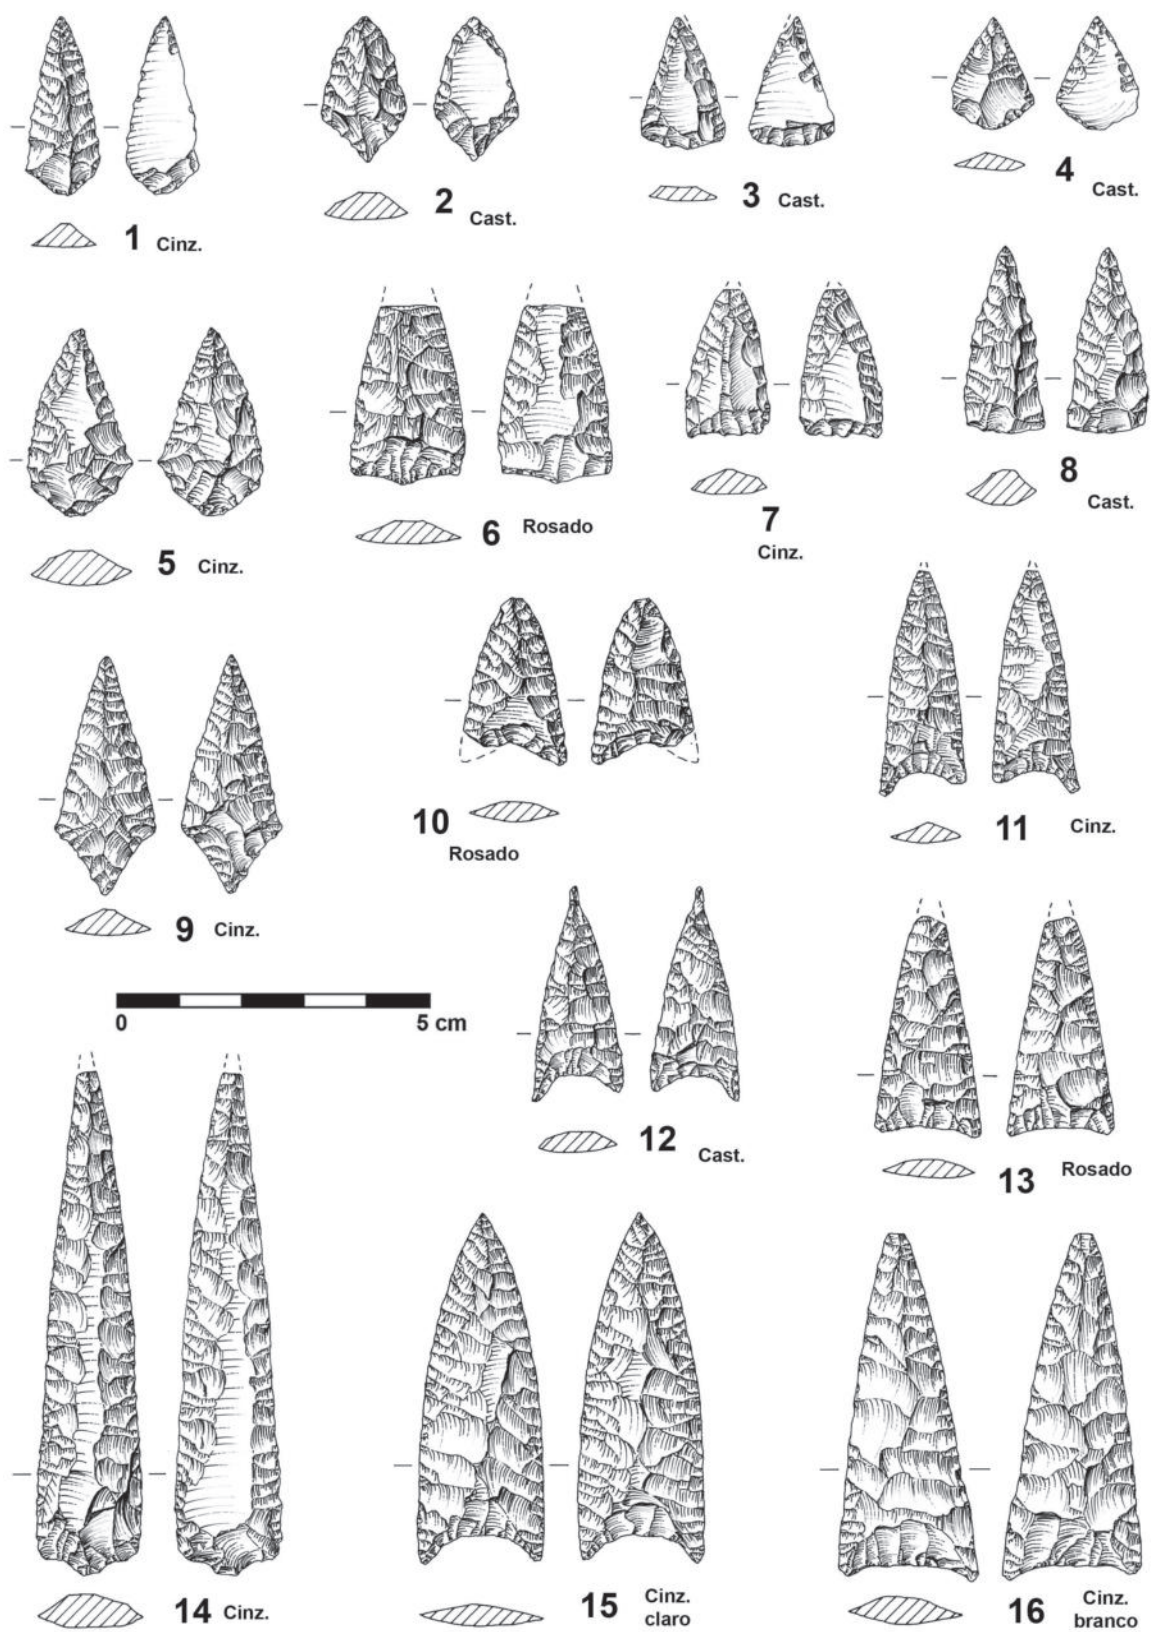 1 Cinz.
2 Cast.
3 Cast.
4 Cast.
5 Cinz.
6 Rosado
7 Cinz.
8 Cast.
9 Cinz.
10 Rosado
11 Cinz.
0 5 cm
12 Cast.
13 Rosado
14 Cinz.
15 Cinz.
claro
16 Cinz.
branco